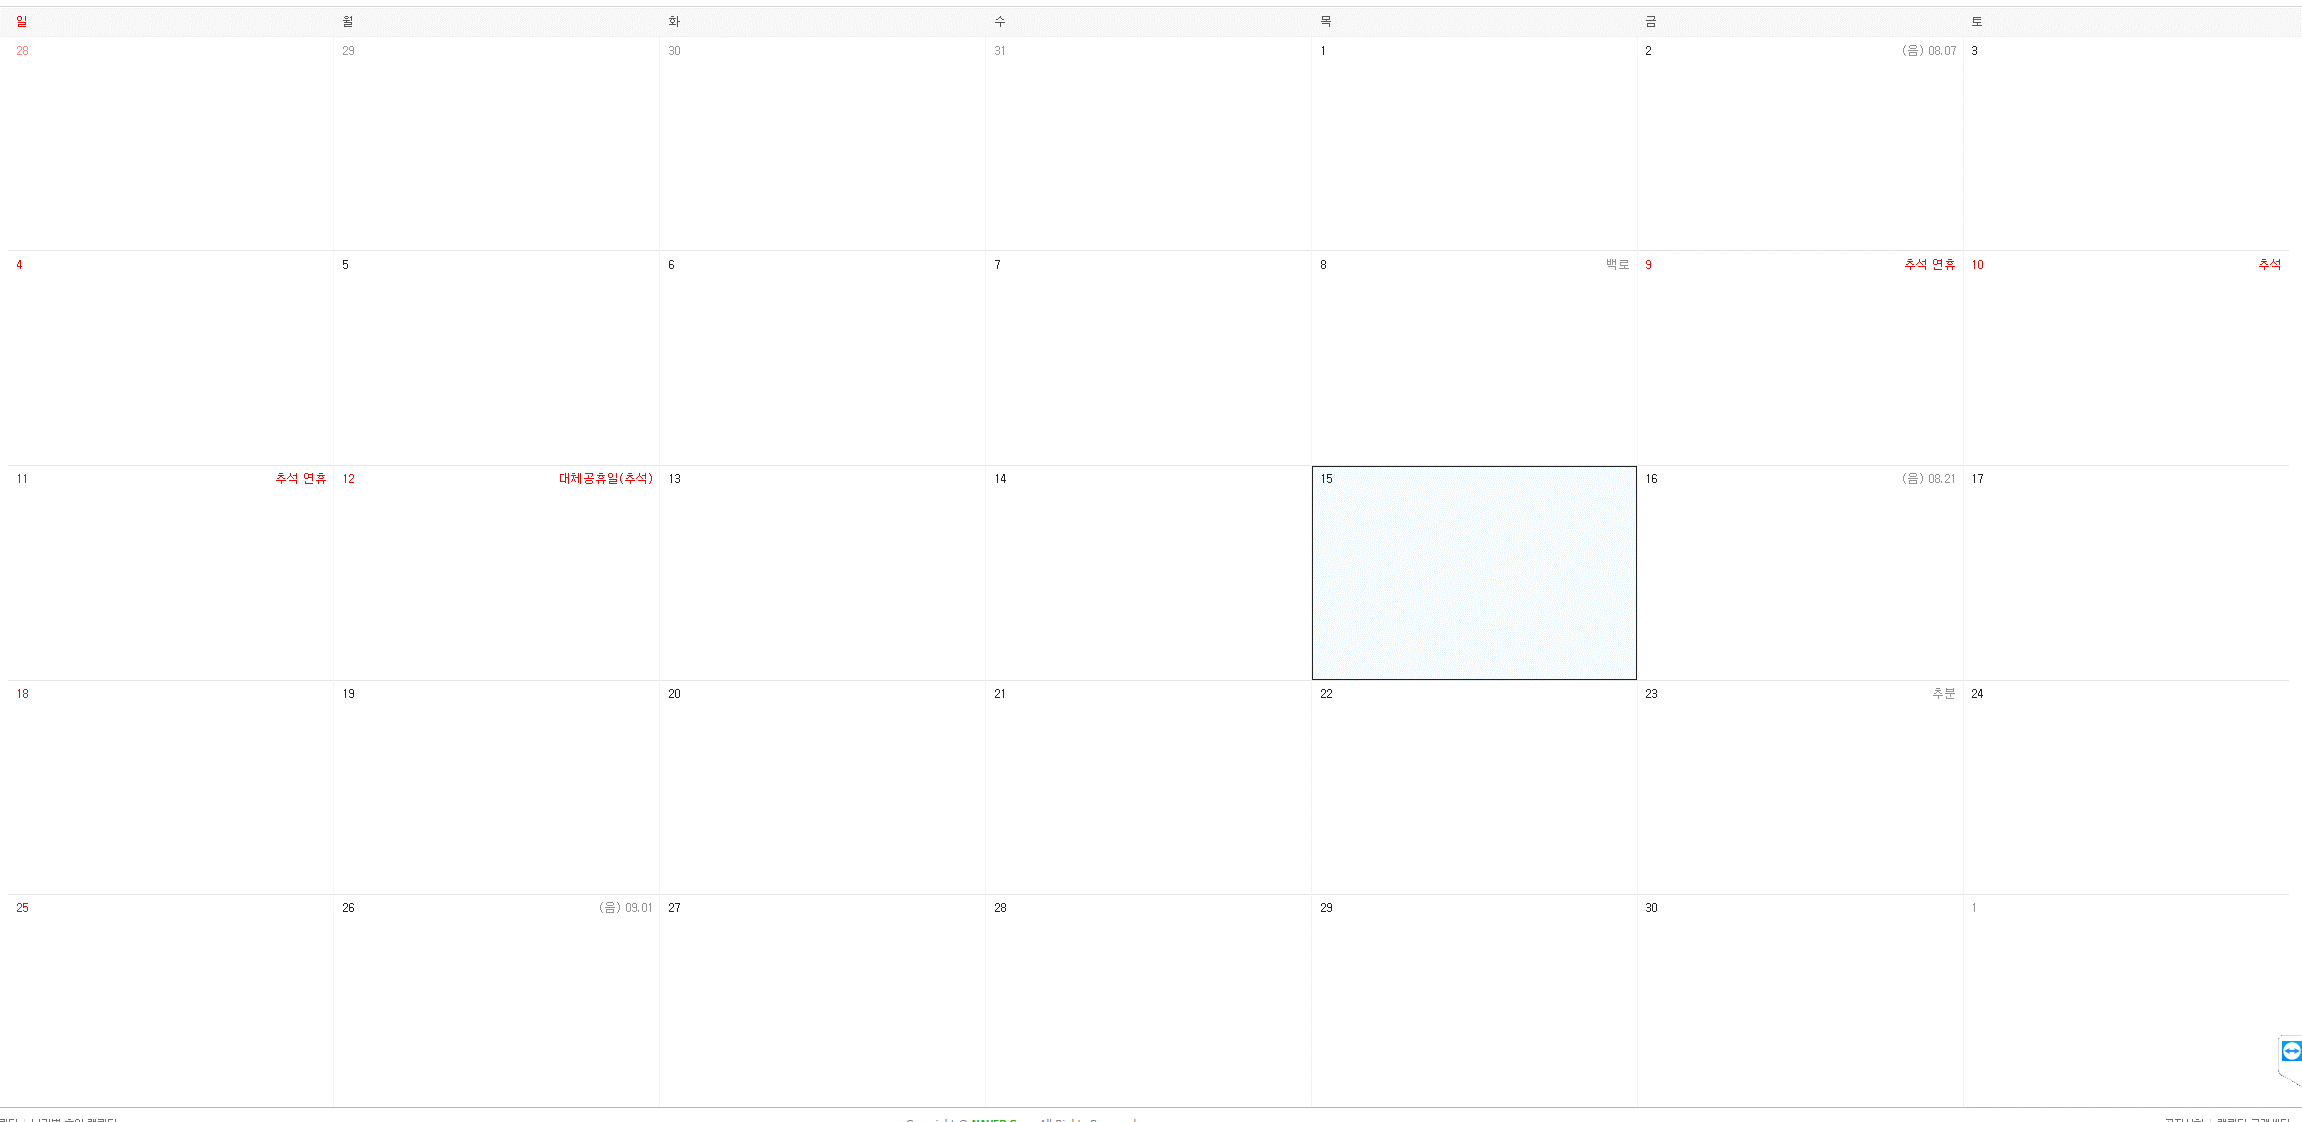 일 월 화 수 목 금 토
28 29 30 31 1 2 (음) 08.07 3
4 5 6 7 8 백로 9 추석 연휴 10 추석
11 추석 연휴 12 대체공휴일(추석) 13 14 15 16 (음) 08.21 17
18 19 20 21 22 23 추분 24
25 26 (음) 09.01 27 28 29 30 1